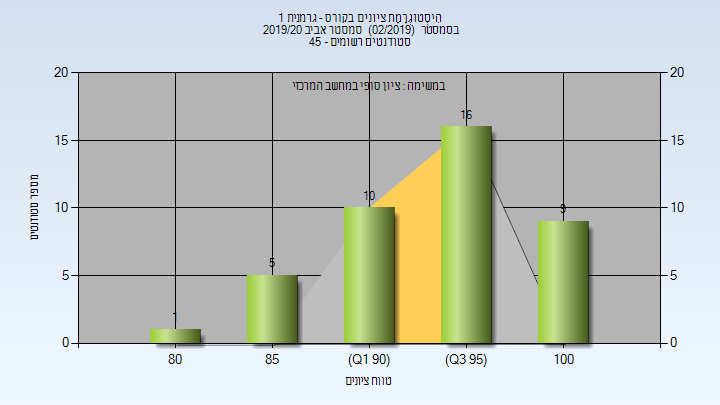 היסטוגרמת ציונים בקורס - גרמנית 1
בסמסטר (02/2019) סמסטר אביב 2019/20
סטודנטים רשומים - 45
במשימה : ציון סופי במחשב המרכזי
20
15
10
5
0
20
15
10
5
0
1
5
10
16
9
מספר סטודנטים
80
85
(Q1 90)
(Q3 95)
100
טווח ציונים